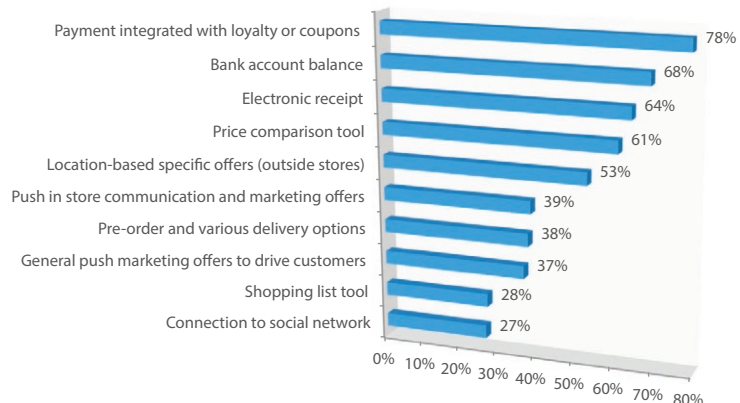 Payment integrated with loyalty or coupons 78%
Bank account balance 68%
Electronic receipt 64%
Price comparison tool 61%
Location-based specific offers (outside stores) 53%
Push in store communication and marketing offers 39%
Pre-order and various delivery options 38%
General push marketing offers to drive customers 37%
Shopping list tool 28%
Connection to social network 27%
0% 10% 20% 30% 40% 50% 60% 70% 80%